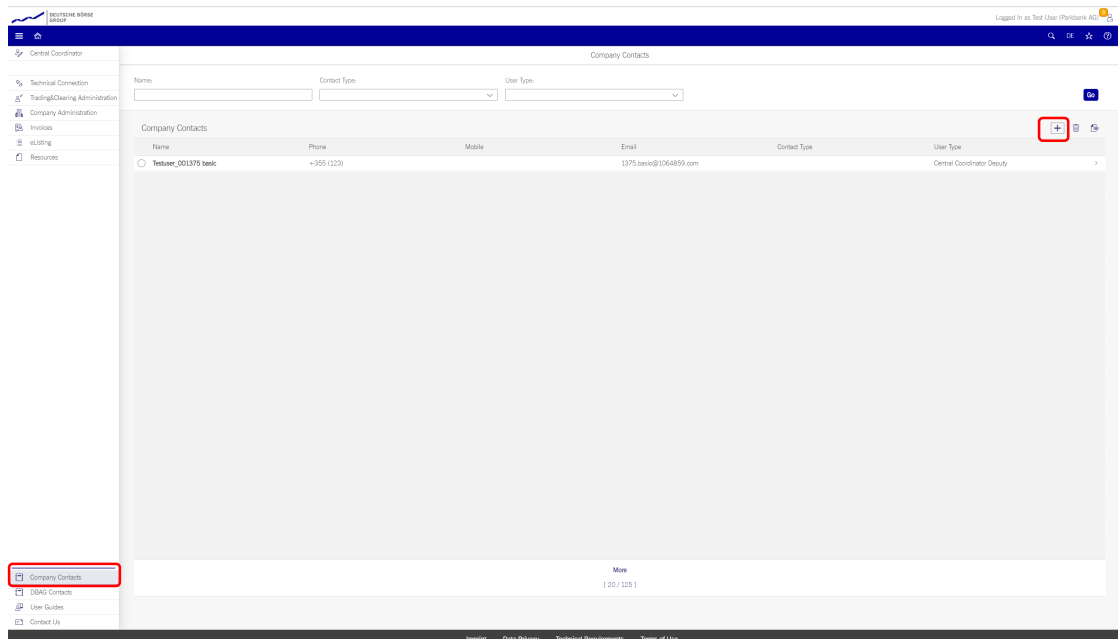 DEUTSCHE BÖRSE
GROUP
Logged in as Test User (Parkbank AG)
3
DE
Central Coordinator
Technical Connection
Trading&Clearing Administration
Company Administration
Invoices
eListing
Resources
Company Contacts
Name:
Contact Type:
User Type:
Go
Company Contacts
Name Phone Mobile Email Contact Type User Type
Testuser_001375 basic +355 (123) 1375.basic@1064859.com Central Coordinator Deputy
More
[ 20 / 125 ]
Company Contacts
DBAG Contacts
User Guides
Contact Us
Imprint Data Privacy Technical Requirements Terms of Use